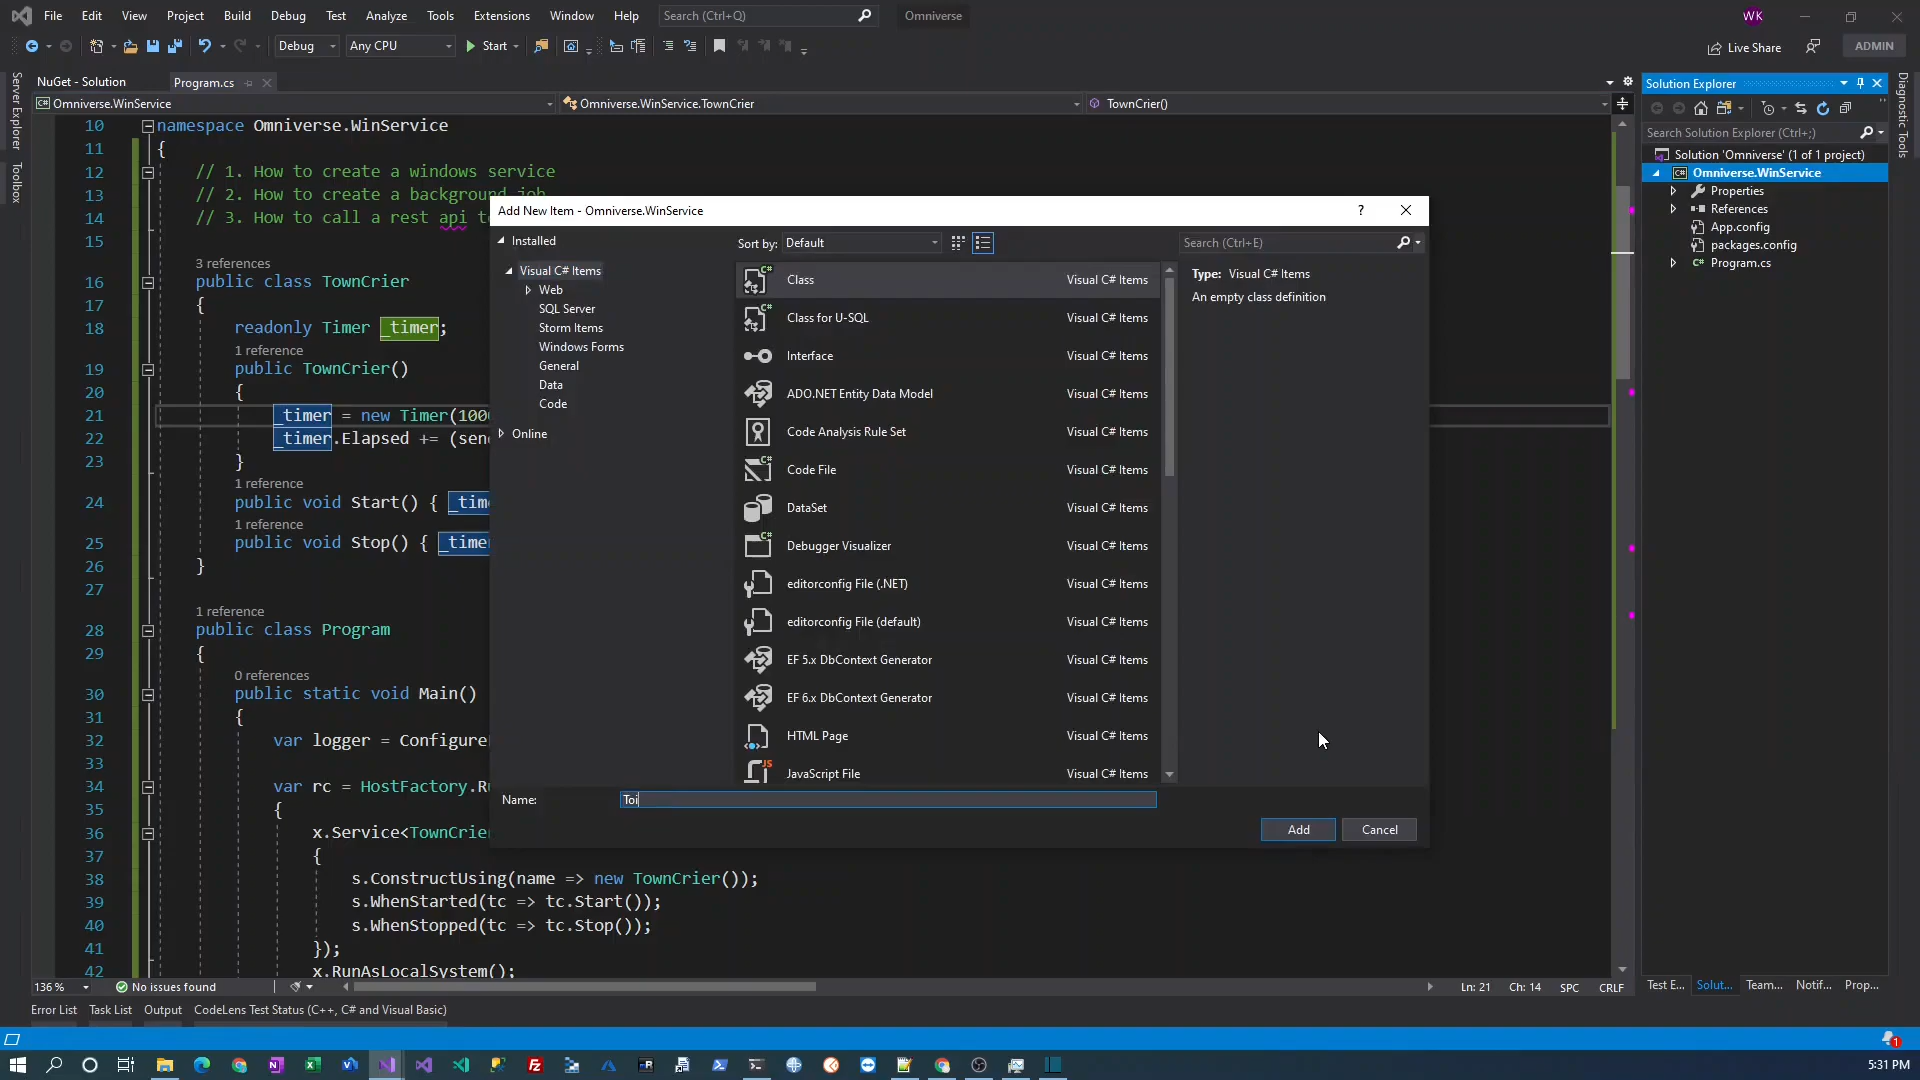 File Edit View Project Build Debug Test Analyze Tools Extensions Window Help Search (Ctrl+Q) Omniverse WK
Debug Any CPU Start Live Share ADMIN
NuGet - Solution Program.cs
Omniverse.WinService Omniverse.WinService.TownCrier TownCrier()
Server Explorer
Toolbox
10 namespace Omniverse.WinService
11 {
12 // 1. How to create a windows service
13 // 2. How to create a background job
14 // 3. How to call a rest api t
15
3 references
16 public class TownCrier
17 {
18 readonly Timer _timer;
1 reference
19 public TownCrier()
20 {
21 _timer = new Timer(100
22 _timer.Elapsed += (sen
23 }
1 reference
24 public void Start() { _tim
1 reference
25 public void Stop() { _time
26 }
27
1 reference
28 public class Program
29 {
0 references
30 public static void Main()
31 {
32 var logger = Configure
33
34 var rc = HostFactory.R
35 {
36 x.Service<TownCrie
37 {
38 s.ConstructUsing(name => new TownCrier());
39 s.WhenStarted(tc => tc.Start());
40 s.WhenStopped(tc => tc.Stop());
41 });
42 x.RunAsLocalSystem();
Add New Item - Omniverse.WinService ?
Installed
Visual C# Items
Web
SQL Server
Storm Items
Windows Forms
General
Data
Code
Online
Sort by: Default
Search (Ctrl+E)
Class Visual C# Items
Class for U-SQL Visual C# Items
Interface Visual C# Items
ADO.NET Entity Data Model Visual C# Items
Code Analysis Rule Set Visual C# Items
Code File Visual C# Items
DataSet Visual C# Items
Debugger Visualizer Visual C# Items
editorconfig File (.NET) Visual C# Items
editorconfig File (default) Visual C# Items
EF 5.x DbContext Generator Visual C# Items
EF 6.x DbContext Generator Visual C# Items
HTML Page Visual C# Items
JavaScript File Visual C# Items
Type: Visual C# Items
An empty class definition
Name: Toi
Add Cancel
Solution Explorer
Search Solution Explorer (Ctrl+;)
Solution 'Omniverse' (1 of 1 project)
Omniverse.WinService
Properties
References
App.config
packages.config
Program.cs
Diagnostic Tools
Test E... Solut... Team... Notif... Prop...
136 % No issues found Ln: 21 Ch: 14 SPC CRLF
Error List Task List Output CodeLens Test Status (C++, C# and Visual Basic)
1
5:31 PM